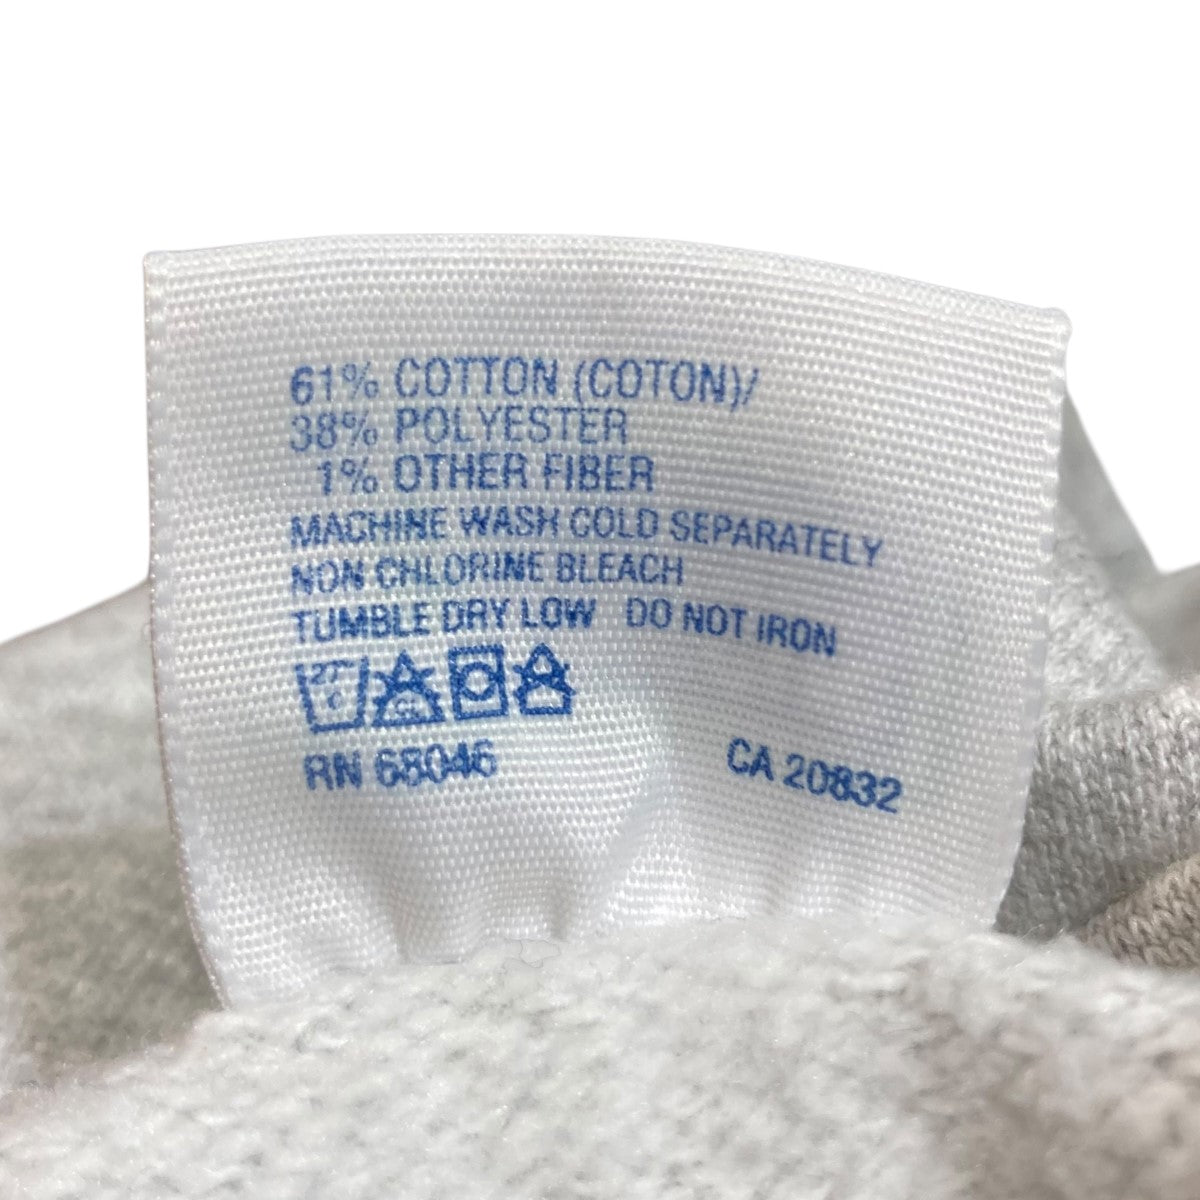 61% COTTON (COTON)/
38% POLYESTER
1% OTHER FIBER
MACHINE WASH COLD SEPARATELY
NON CHLORINE BLEACH
TUMBLE DRY LOW DO NOT IRON
CL
RN 68046 CA 20832